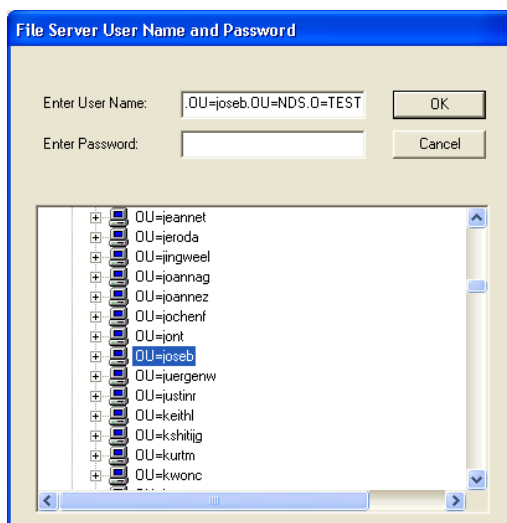 File Server User Name and Password
Enter User Name: .OU=joseb.OU=NDS.O=TEST OK
Enter Password: Cancel
OU=jeannet
OU=jeroda
OU=jingweel
OU=joannag
OU=joannez
OU=jochenf
OU=jont
OU=joseb
OU=juergenw
OU=justinr
OU=keithl
OU=kshitijg
OU=kurtm
OU=kwonc